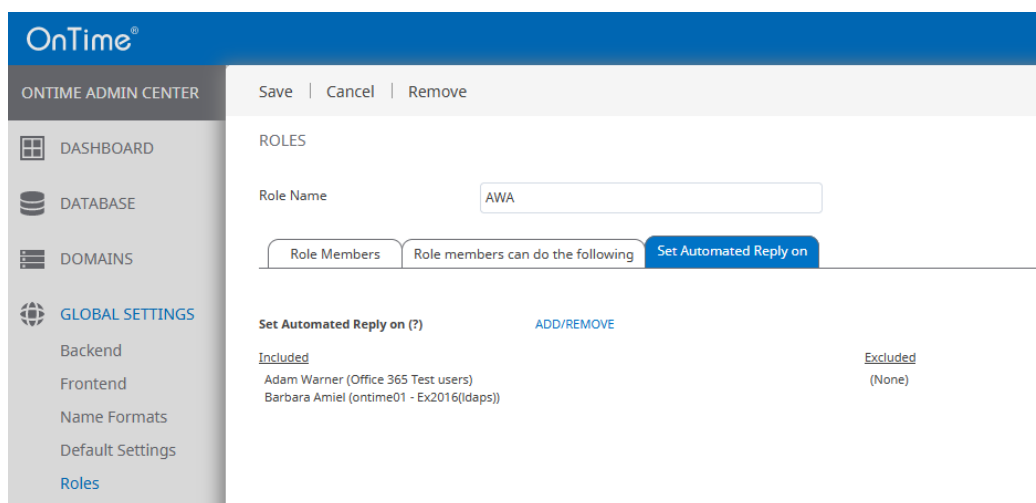 OnTime®
ONTIME ADMIN CENTER
Save | Cancel | Remove
DASHBOARD
ROLES
DATABASE
Role Name AWA
DOMAINS
Role Members Role members can do the following Set Automated Reply on
GLOBAL SETTINGS
Set Automated Reply on (?) ADD/REMOVE
Backend
Included Excluded
Frontend
Adam Warner (Office 365 Test users) (None)
Barbara Amiel (ontime01 - Ex2016(ldaps))
Name Formats
Default Settings
Roles